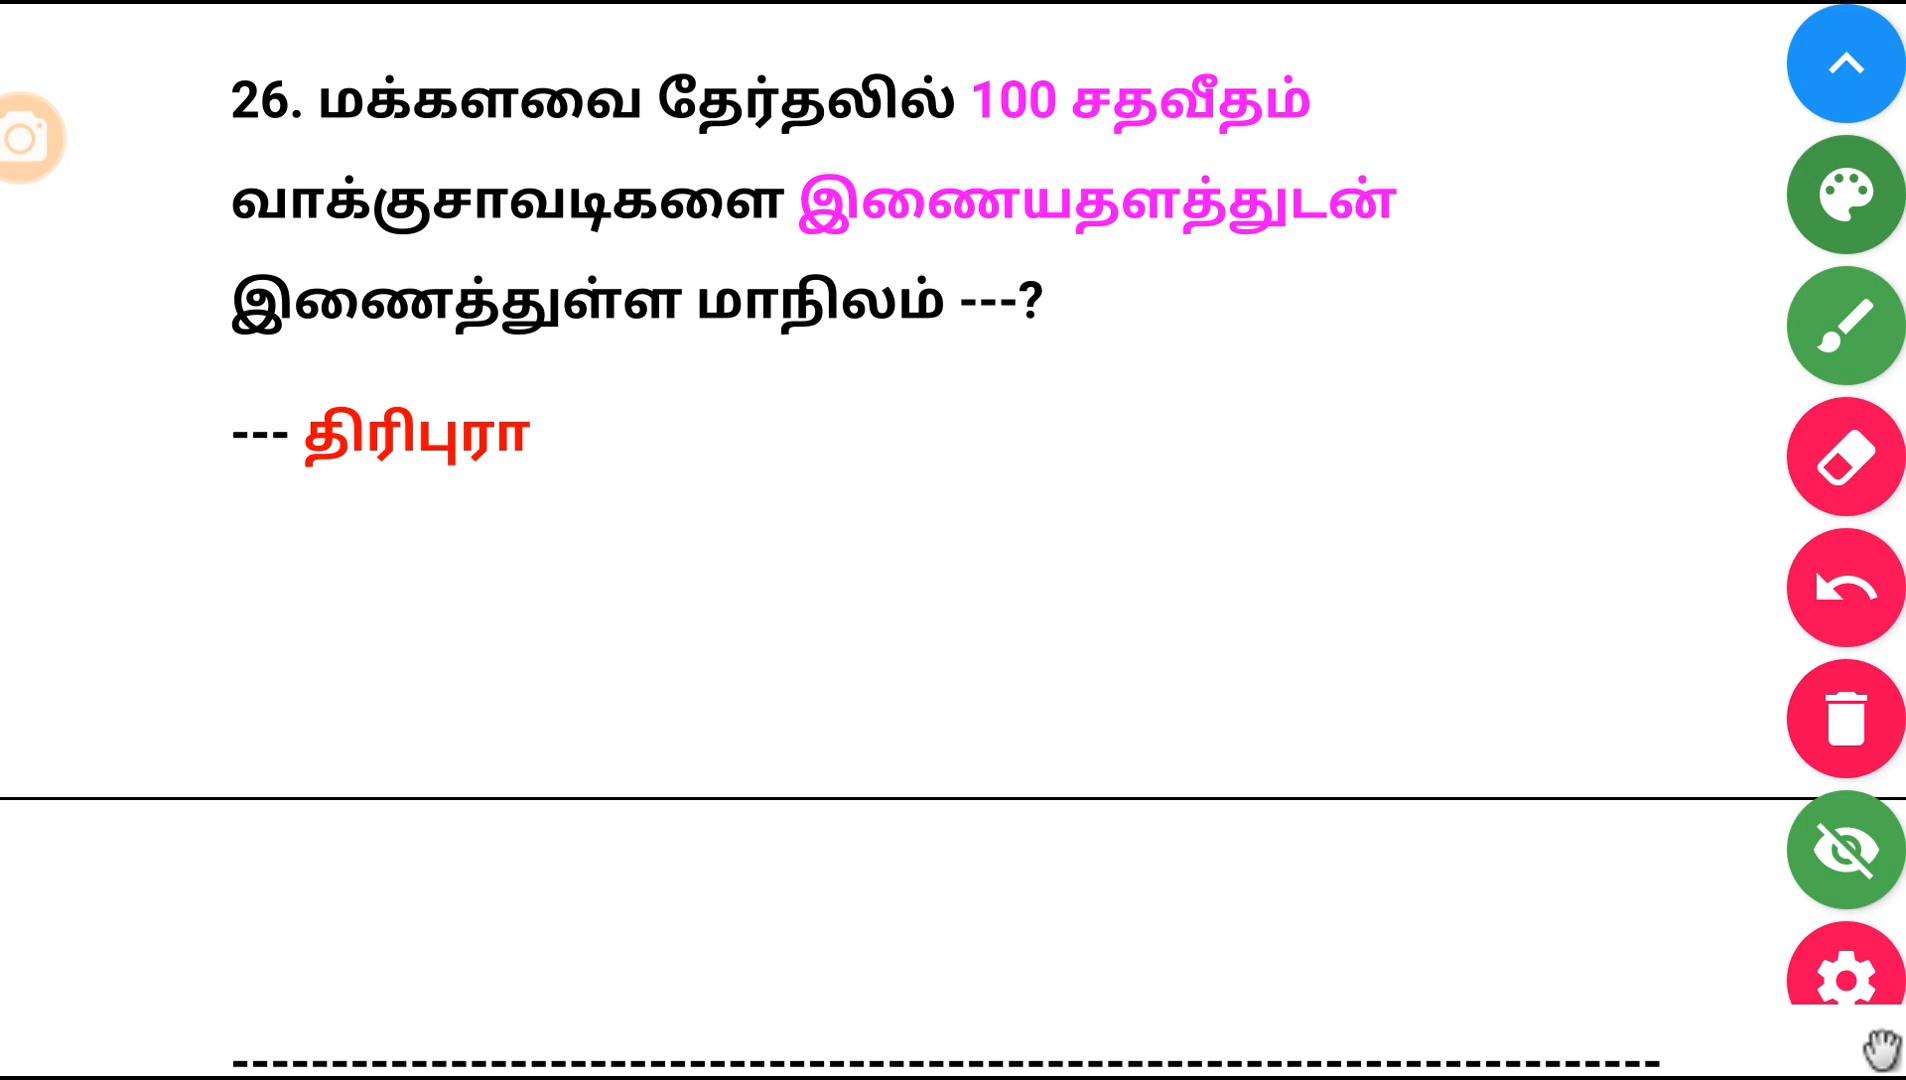 26. மக்களவை தேர்தலில் 100 சதவீதம்
வாக்குசாவடிகளை இணையதளத்துடன்
இணைத்துள்ள மாநிலம் ---?
--- திரிபுரா